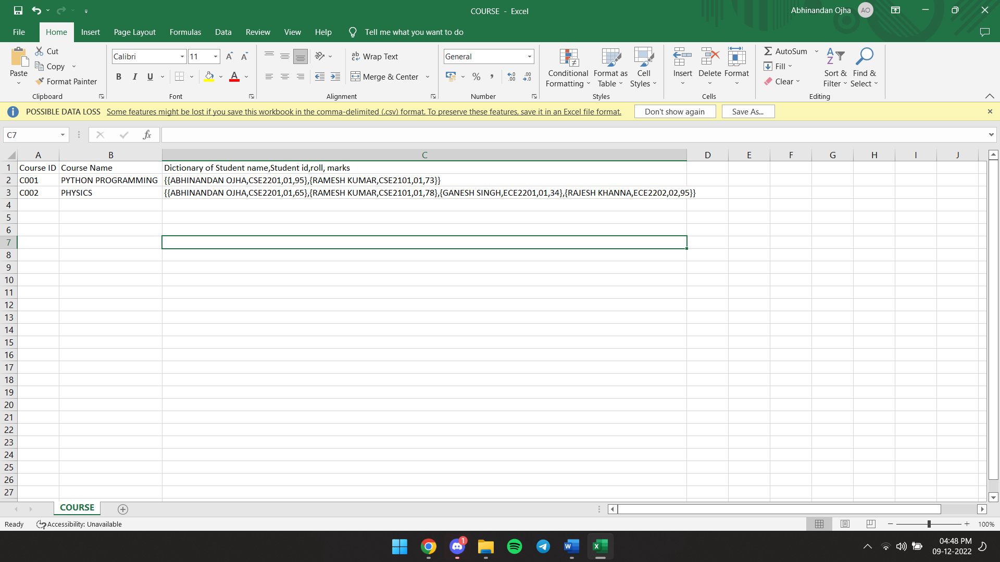 COURSE - Excel
Abhinandan Ojha
AO
File Home Insert Page Layout Formulas Data Review View Help Tell me what you want to do
Paste
Cut
Copy
Format Painter
Clipboard
Calibri 11
B I U
Font
Wrap Text
Merge & Center
Alignment
General
Number
Conditional Formatting
Format as Table
Cell Styles
Styles
Insert Delete Format
Cells
AutoSum
Fill
Clear
Sort & Filter
Find & Select
Editing
POSSIBLE DATA LOSS Some features might be lost if you save this workbook in the comma-delimited (.csv) format. To preserve these features, save it in an Excel file format. Don't show again Save As...
C7 fx
A B C D E F G H I J
1 Course ID Course Name Dictionary of Student name,Student id,roll, marks
2 C001 PYTHON PROGRAMMING {{ABHINANDAN OJHA,CSE2201,01,95},{RAMESH KUMAR,CSE2101,01,73}}
3 C002 PHYSICS {{ABHINANDAN OJHA,CSE2201,01,65},{RAMESH KUMAR,CSE2101,01,78},{GANESH SINGH,ECE2201,01,34},{RAJESH KHANNA,ECE2202,02,95}}
4
5
6
7
8
9
10
11
12
13
14
15
16
17
18
19
20
21
22
23
24
25
26
27
COURSE
Ready Accessibility: Unavailable 100%
1
04:48 PM
09-12-2022